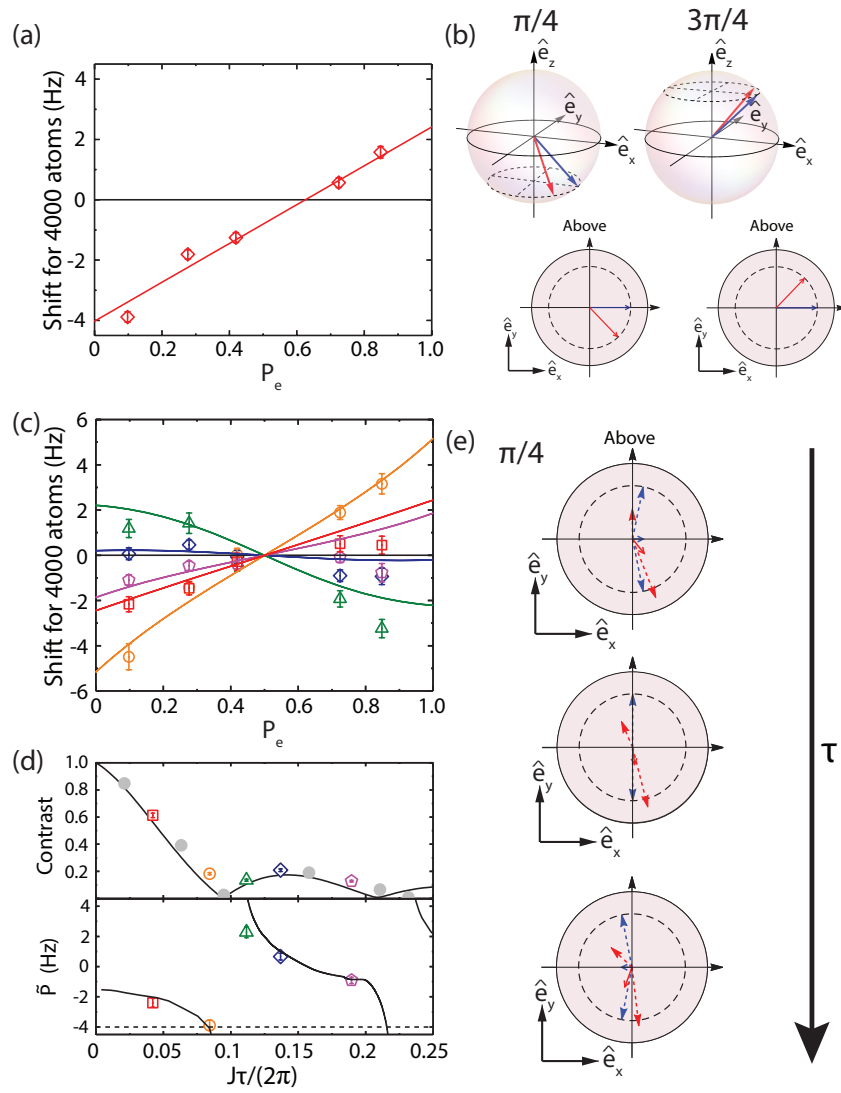 (a)
Shift for 4000 atoms (Hz)
4
2
0
-2
-4
0 0.2 0.4 0.6 0.8 1.0
P_e
(b)
π/4 3π/4
ê_z ê_z
ê_y ê_y
ê_x ê_x
Above Above
ê_y ê_y
ê_x ê_x
(c)
Shift for 4000 atoms (Hz)
6
4
2
0
-2
-4
-6
0 0.2 0.4 0.6 0.8 1.0
P_e
(d)
Contrast
1.0
0.8
0.6
0.4
0.2
P̃ (Hz)
4
2
0
-2
-4
0 0.05 0.10 0.15 0.20 0.25
Jτ/(2π)
(e)
π/4
Above
ê_y
ê_x
ê_y
ê_x
ê_y
ê_x
τ